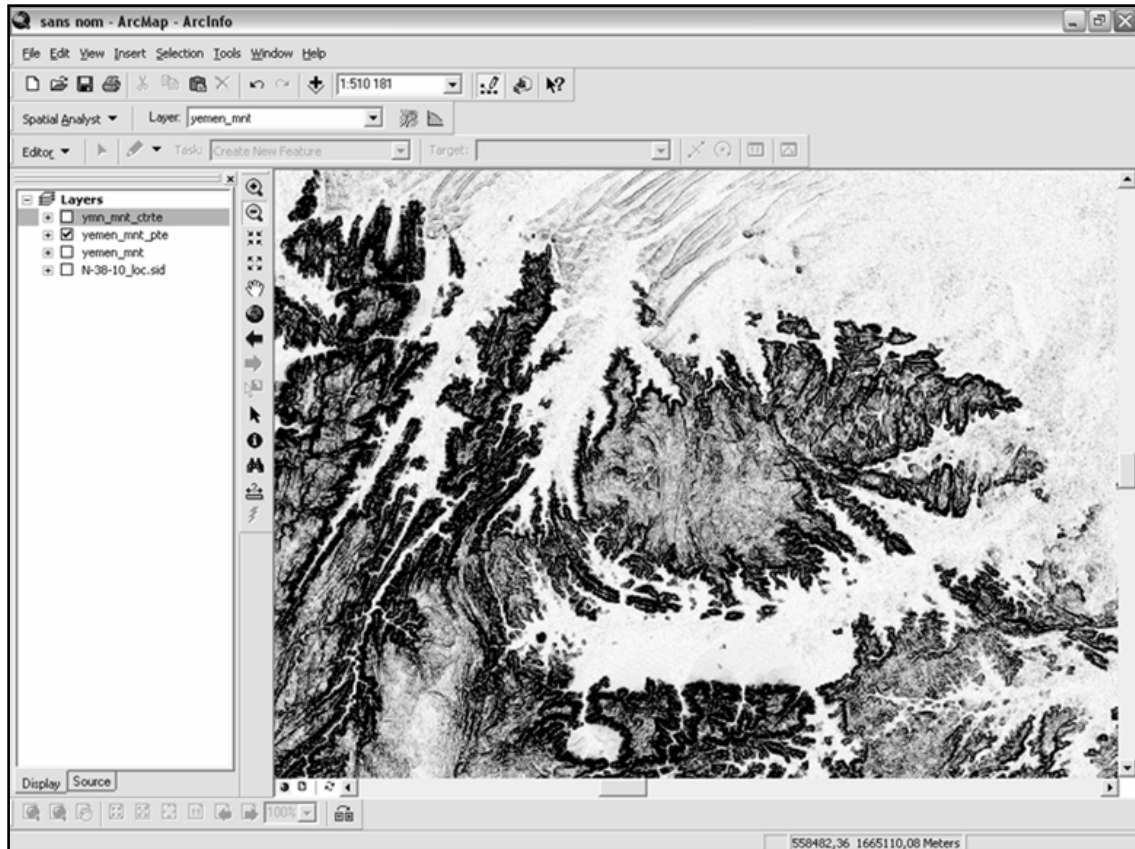 sans nom - ArcMap - ArcInfo
File Edit View Insert Selection Tools Window Help
1:510 181
Spatial Analyst Layer: yemen_mnt
Editor Task: Create New Feature Target:
Layers
ymn_mnt_ctrte
yemen_mnt_pte
yemen_mnt
N-38-10_loc.sid
Display Source
100%
558482,36 1665110,08 Meters